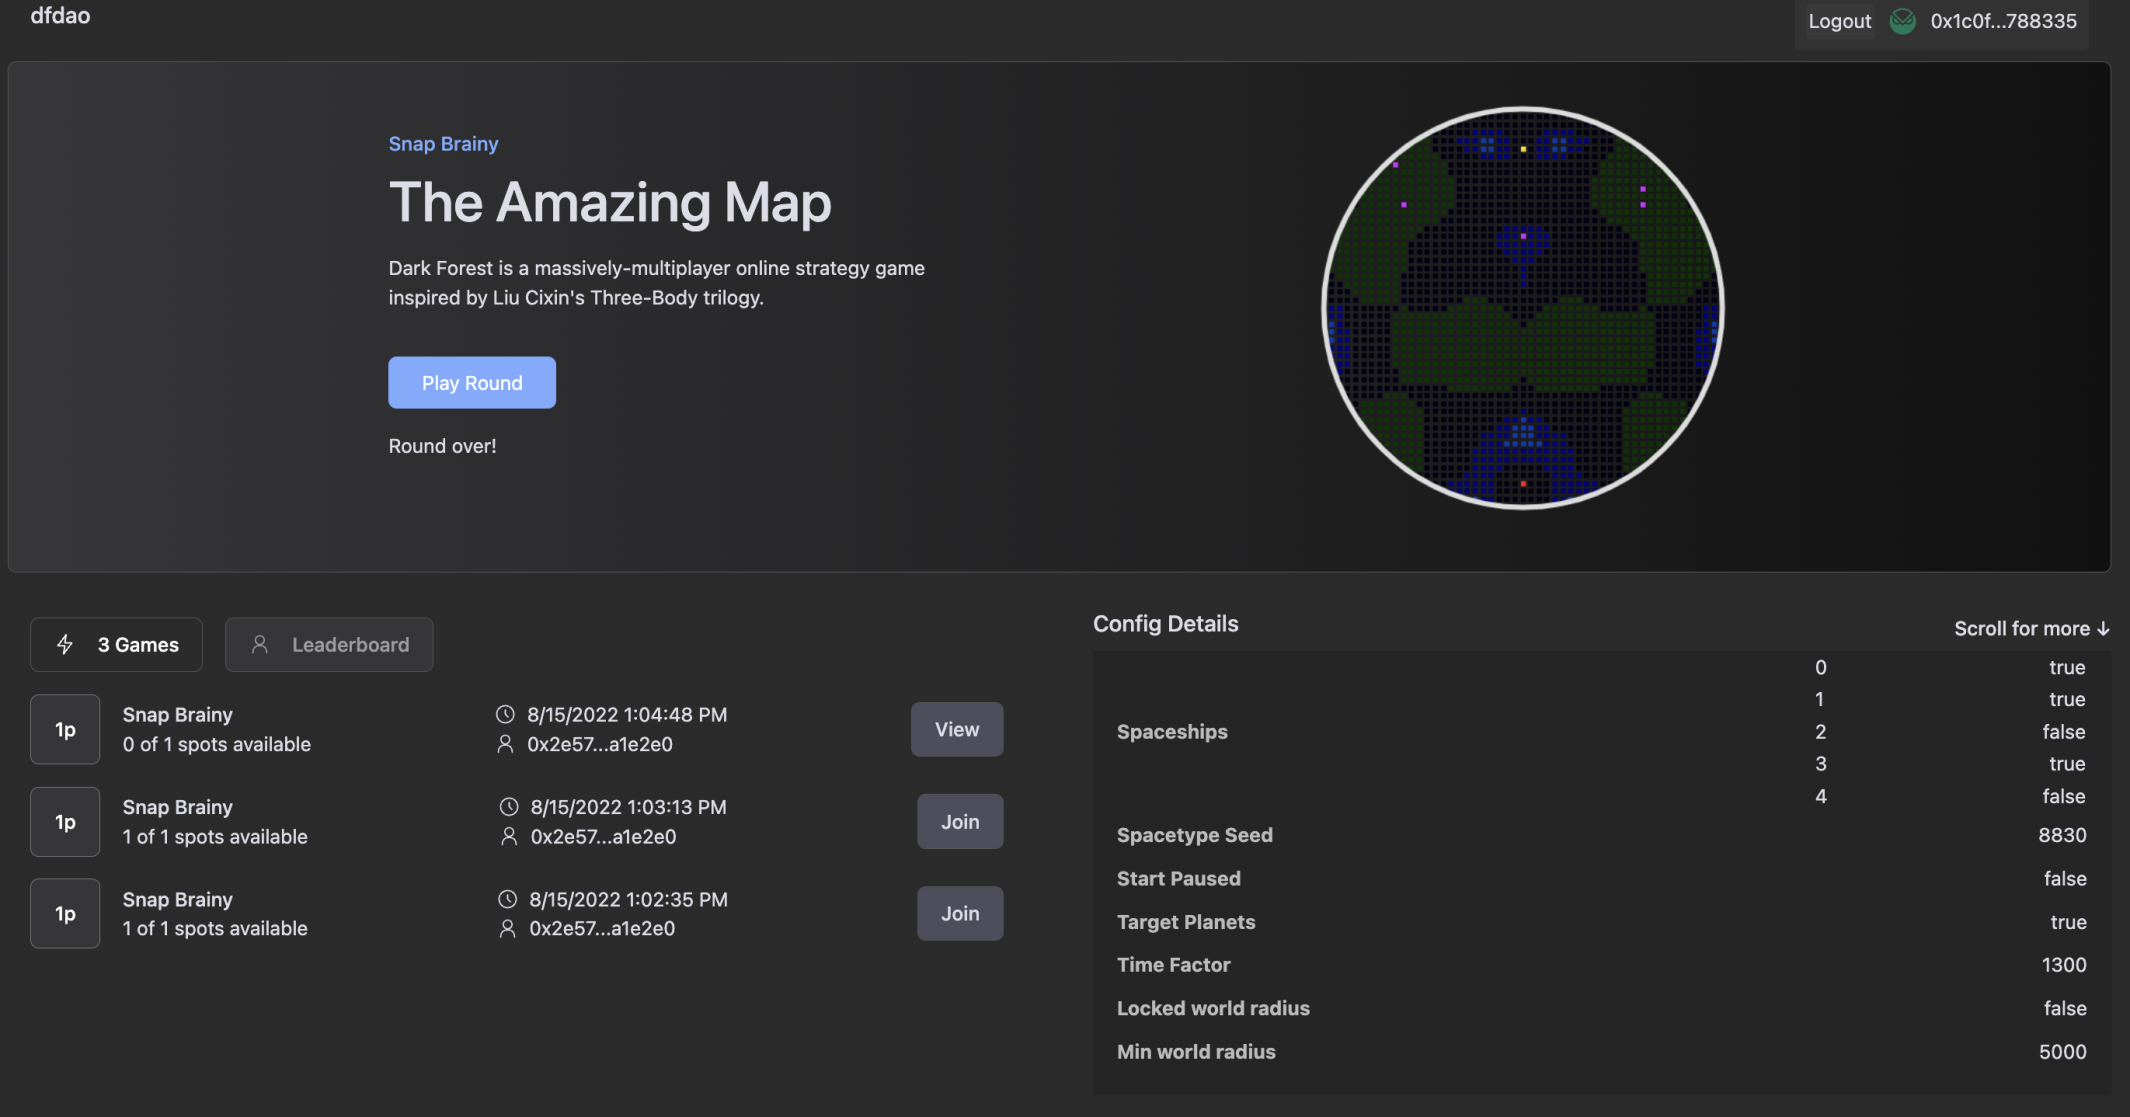 dfdao
Logout 0x1c0f...788335
Snap Brainy
The Amazing Map
Dark Forest is a massively-multiplayer online strategy game
inspired by Liu Cixin's Three-Body trilogy.
Play Round
Round over!
3 Games
Leaderboard
1p
Snap Brainy
0 of 1 spots available
8/15/2022 1:04:48 PM
0x2e57...a1e2e0
View
1p
Snap Brainy
1 of 1 spots available
8/15/2022 1:03:13 PM
0x2e57...a1e2e0
Join
1p
Snap Brainy
1 of 1 spots available
8/15/2022 1:02:35 PM
0x2e57...a1e2e0
Join
Config Details
Scroll for more ↓
Spaceships
0 true
1 true
2 false
3 true
4 false
Spacetype Seed 8830
Start Paused false
Target Planets true
Time Factor 1300
Locked world radius false
Min world radius 5000